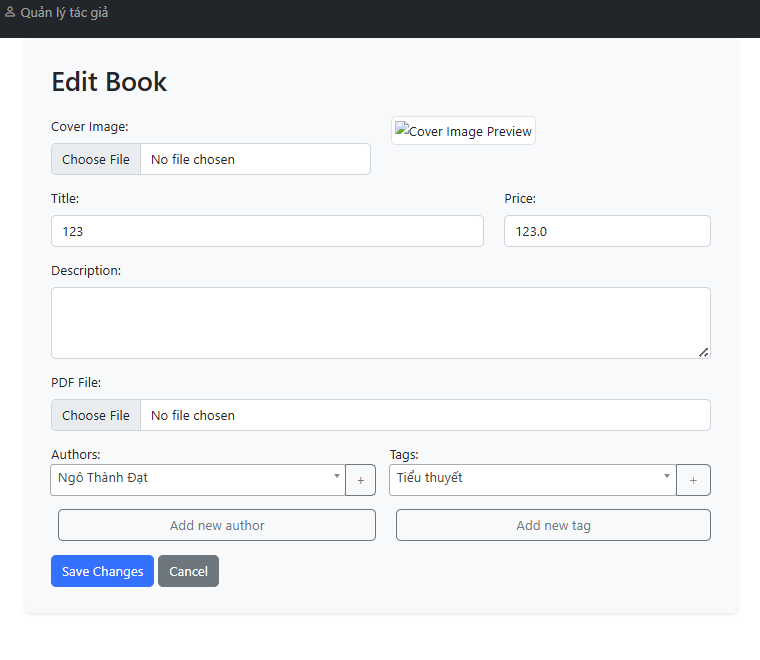 Quản lý tác giả
Edit Book
Cover Image:
Cover Image Preview
Choose File No file chosen
Title: Price:
123 123.0
Description:
PDF File:
Choose File No file chosen
Authors: Tags:
Ngô Thành Đạt + Tiểu thuyết +
Add new author Add new tag
Save Changes Cancel